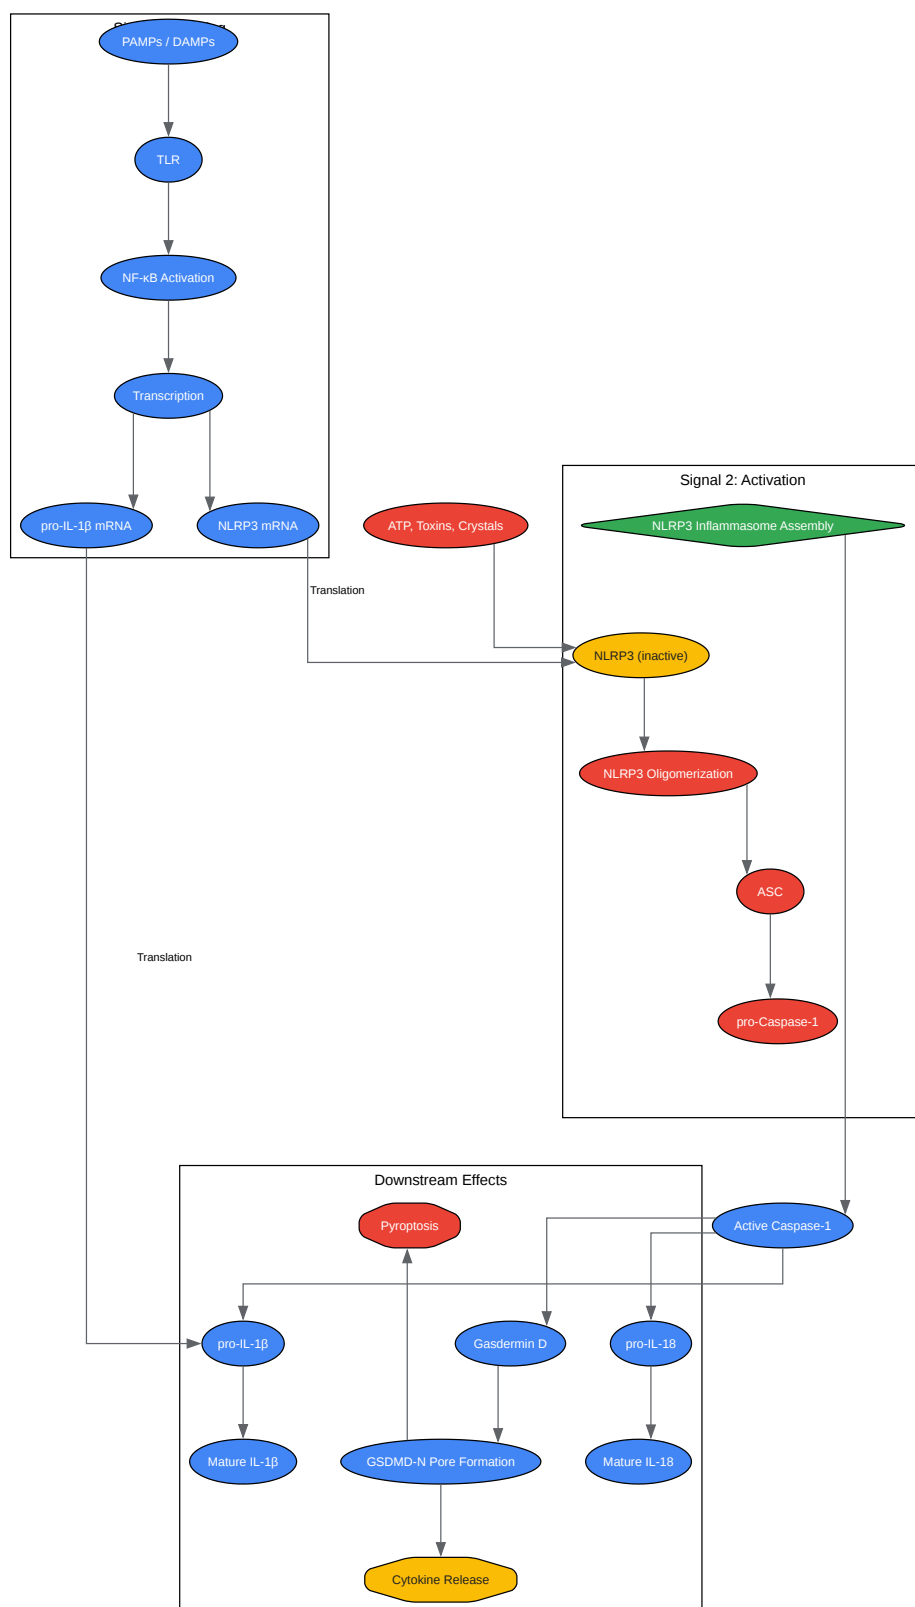 PAMPs / DAMPs
TLR
NF-κB Activation
Transcription
pro-IL-1β mRNA
NLRP3 mRNA
ATP, Toxins, Crystals
Signal 2: Activation
NLRP3 Inflammasome Assembly
Translation
NLRP3 (inactive)
NLRP3 Oligomerization
ASC
Translation
pro-Caspase-1
Downstream Effects
Pyroptosis
Active Caspase-1
pro-IL-1β
Gasdermin D
pro-IL-18
Mature IL-1β
GSDMD-N Pore Formation
Mature IL-18
Cytokine Release